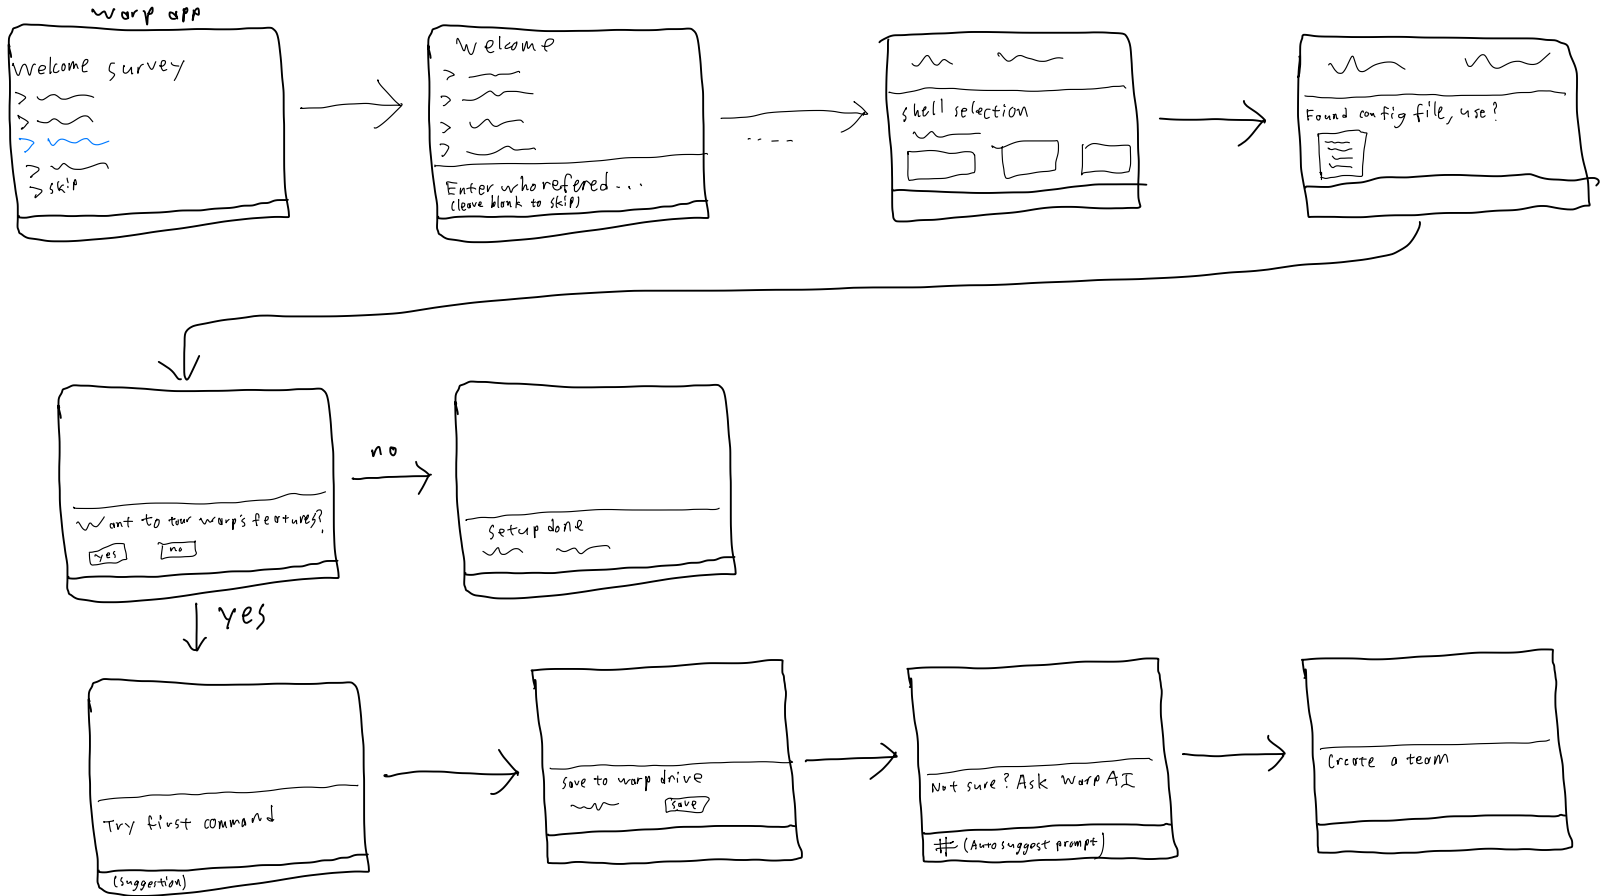 warp app
Welcome survey
> skip
Welcome
Enter who refered...
(leave blank to skip)
shell selection
Found config file, use?
Want to tour warp's features?
yes
no
no
Setup done
yes
Try first command
(suggestion)
save to warp drive
save
Not sure? Ask Warp AI
# (Auto suggest prompt)
Create a team